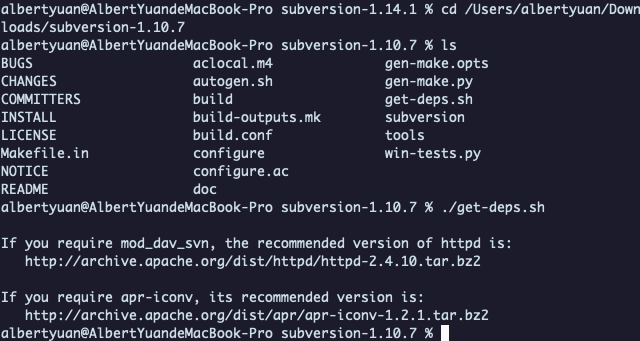 albertyuan@AlbertYuandeMacBook-Pro subversion-1.14.1 % cd /Users/albertyuan/Down
loads/subversion-1.10.7
albertyuan@AlbertYuandeMacBook-Pro subversion-1.10.7 % ls
BUGS aclocal.m4 gen-make.opts
CHANGES autogen.sh gen-make.py
COMMITTERS build get-deps.sh
INSTALL build-outputs.mk subversion
LICENSE build.conf tools
Makefile.in configure win-tests.py
NOTICE configure.ac
README doc
albertyuan@AlbertYuandeMacBook-Pro subversion-1.10.7 % ./get-deps.sh
If you require mod_dav_svn, the recommended version of httpd is:
http://archive.apache.org/dist/httpd/httpd-2.4.10.tar.bz2
If you require apr-iconv, its recommended version is:
http://archive.apache.org/dist/apr/apr-iconv-1.2.1.tar.bz2
albertyuan@AlbertYuandeMacBook-Pro subversion-1.10.7 %